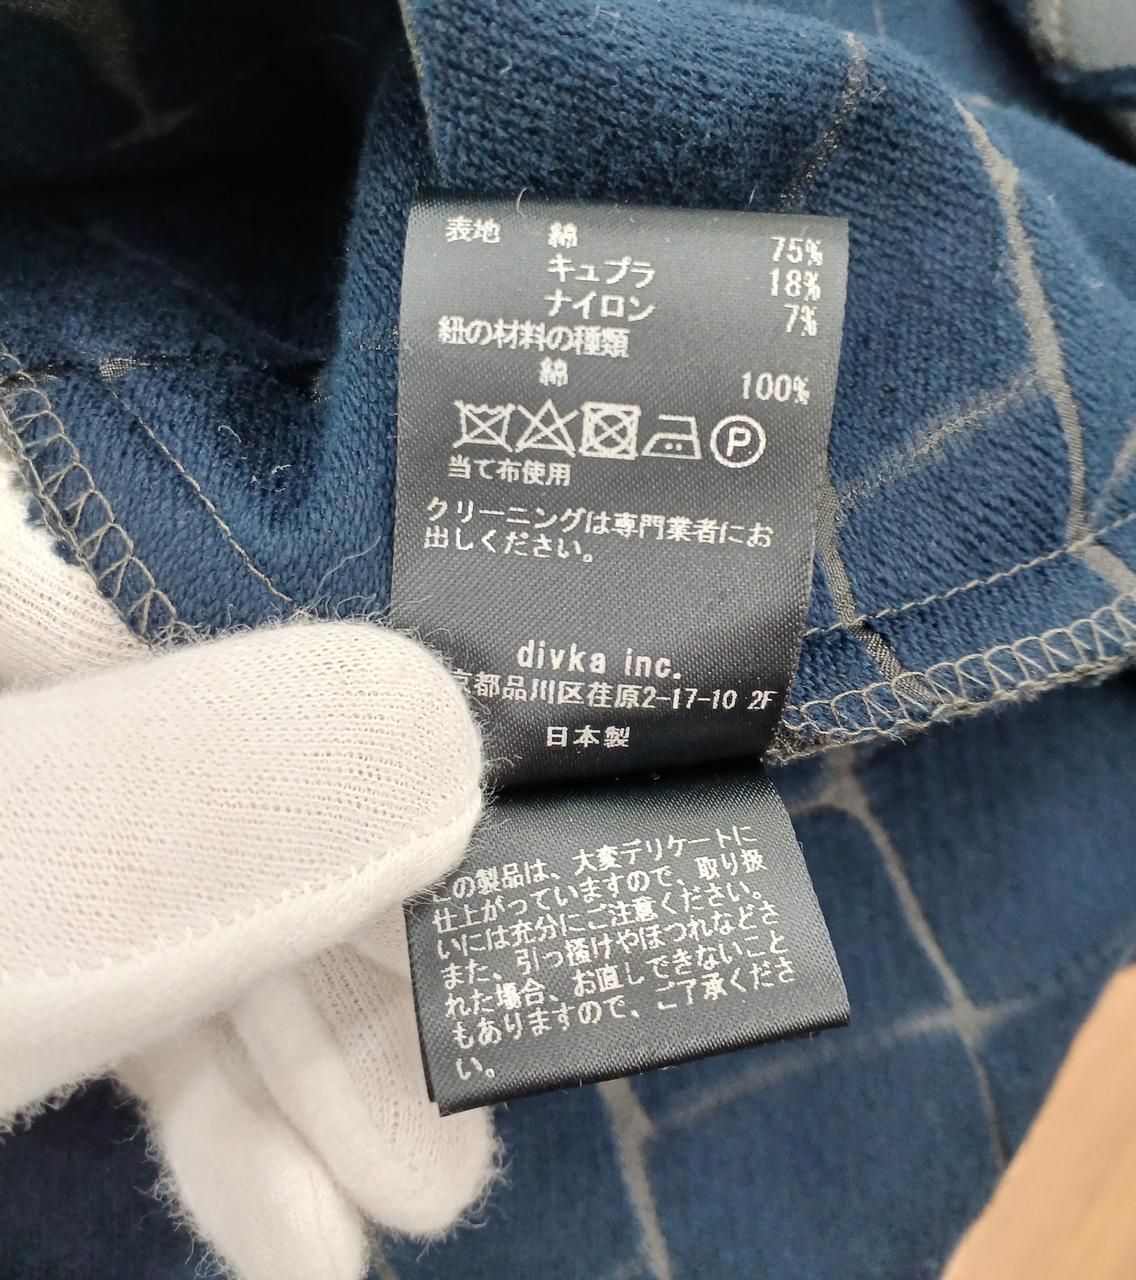 表地 綿 75%
キュプラ 18%
ナイロン 7%
紐の材料の種類
綿 100%
P
当て布使用
クリーニングは専門業者にお
出しください。
divka inc.
京都品川区荏原2-17-10 2F
日本製
この製品は、大変デリケートに
仕上がっていますので、取り扱
いには充分にご注意ください。
また、引っ掻けやほつれなどさ
れた場合、お直しできないこと
もありますので、ご了承くださ
い。